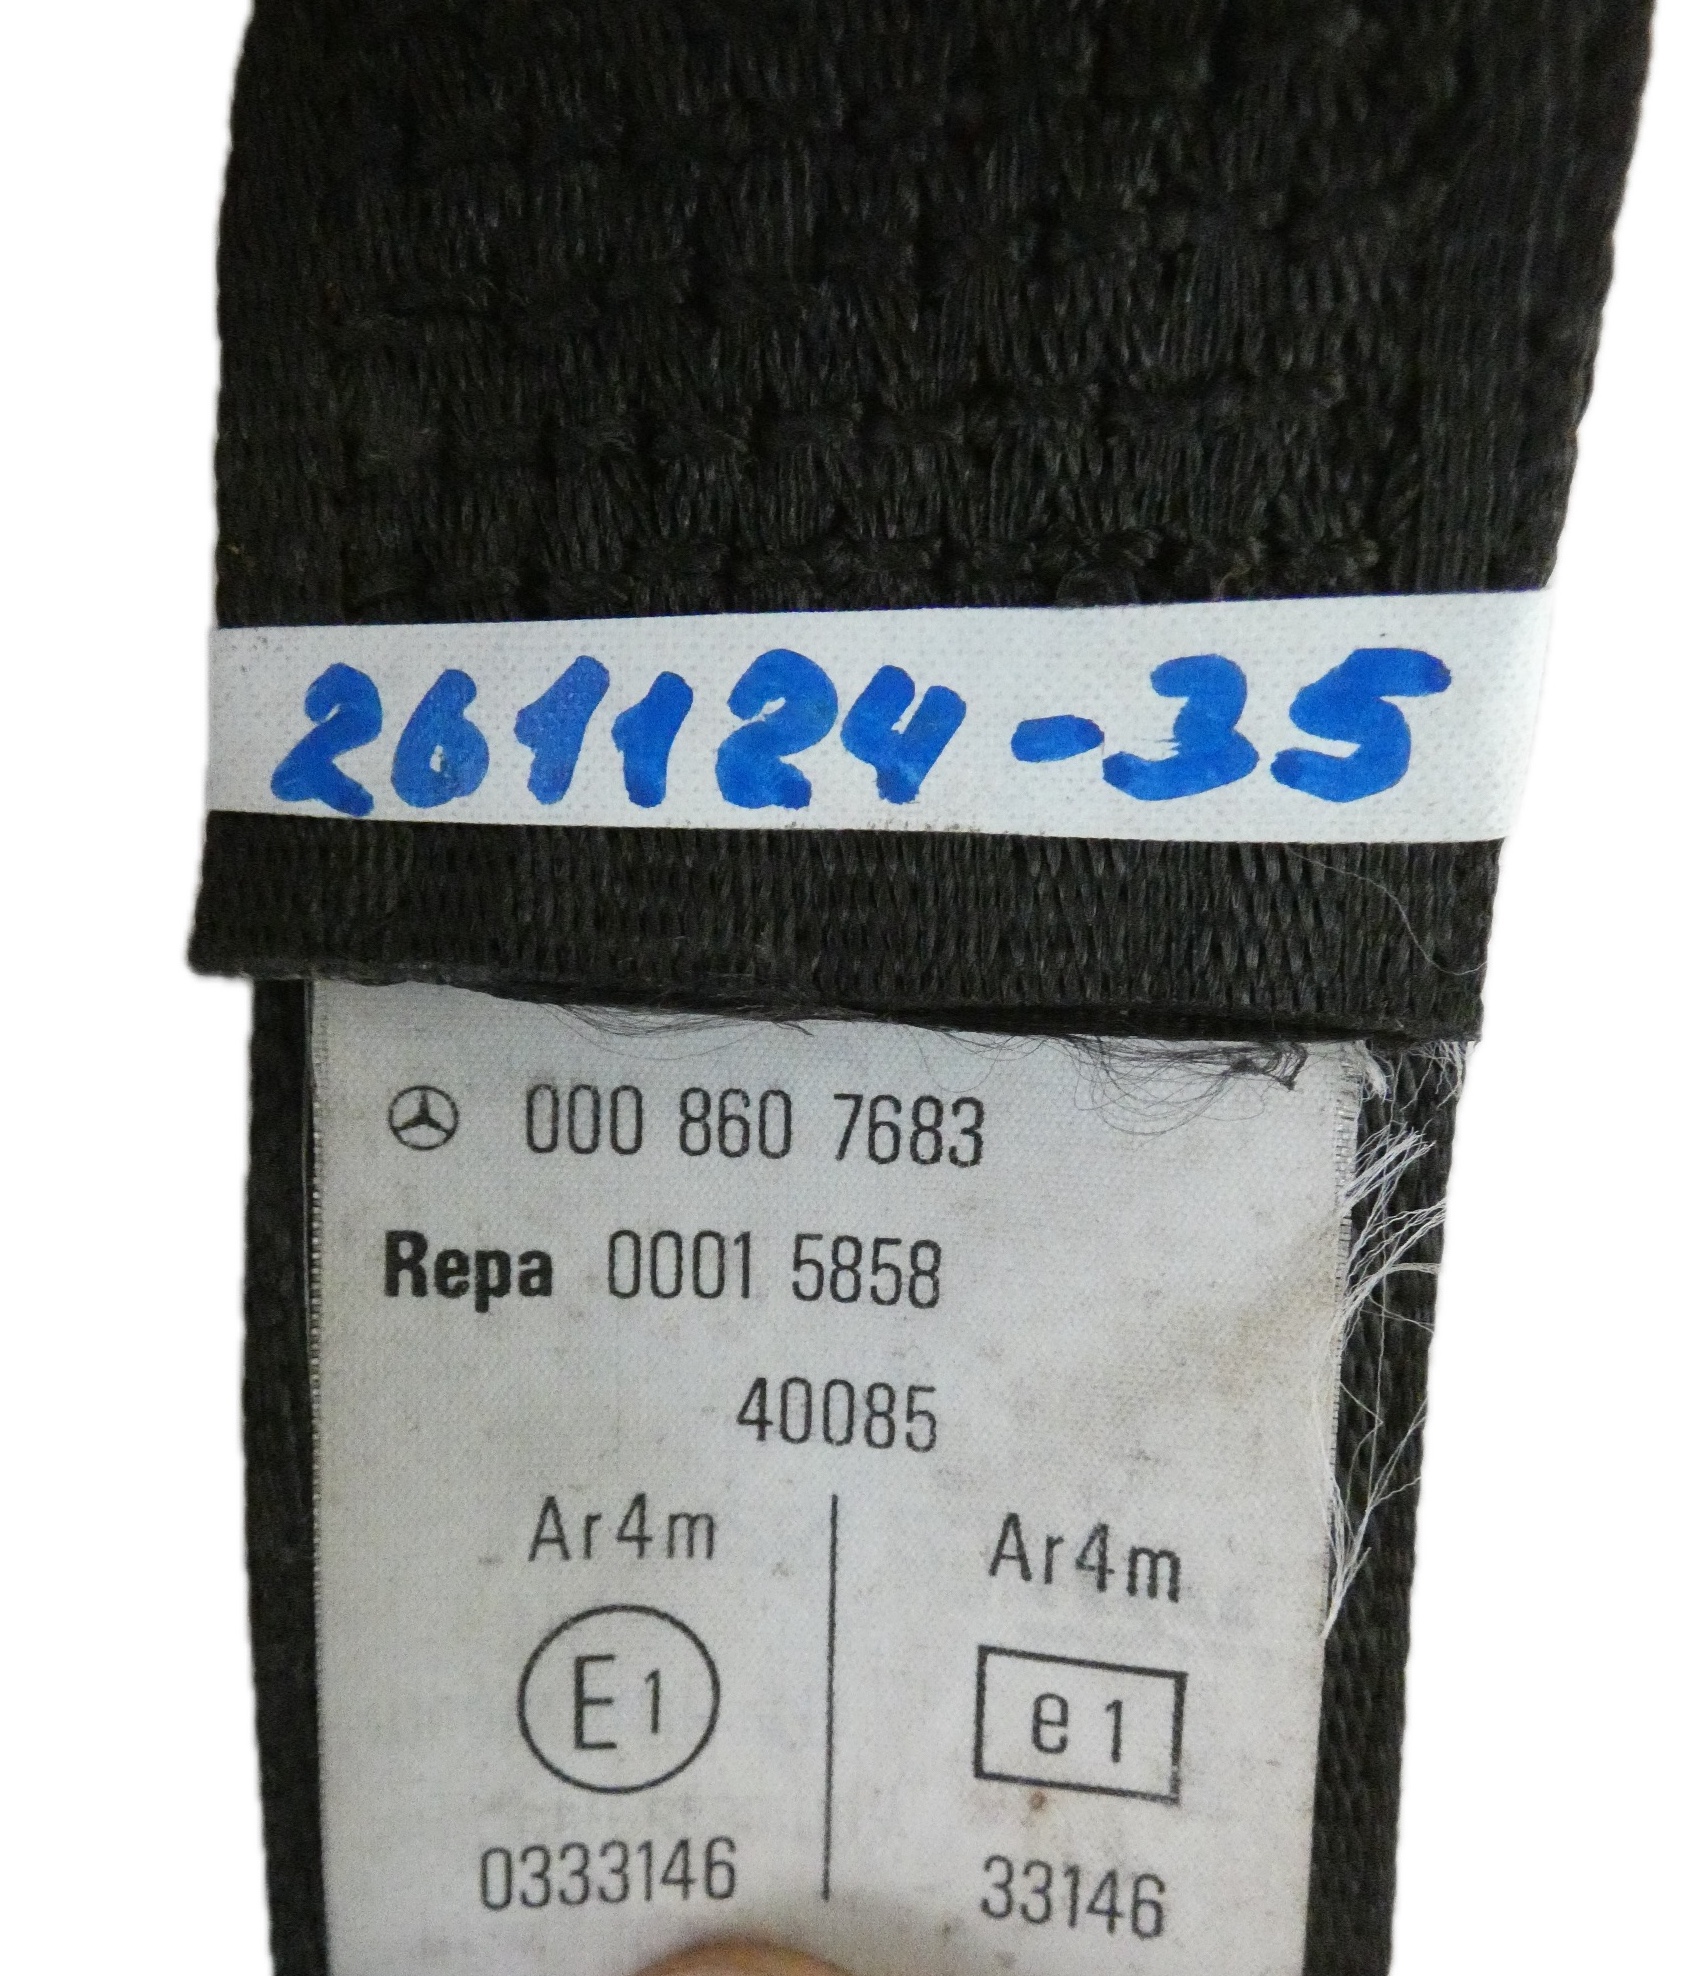 261124-35
000 860 7683
Repa 0001 5858
40085
Ar4m Ar4m
E1 e1
0333146 33146